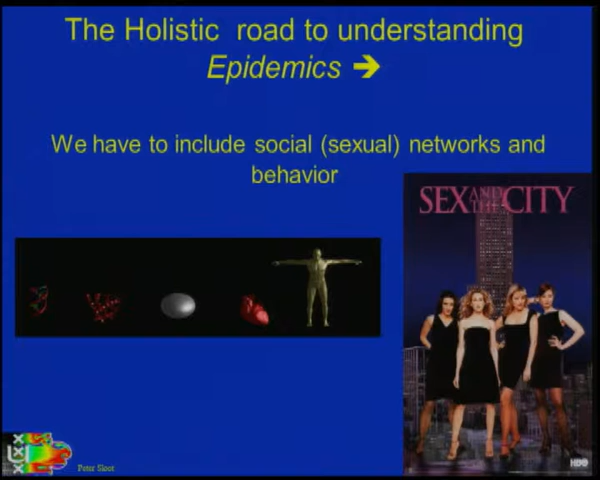 The Holistic road to understanding
Epidemics ➔
We have to include social (sexual) networks and
behavior
SEX AND THE CITY
HBO
Peter Sloot